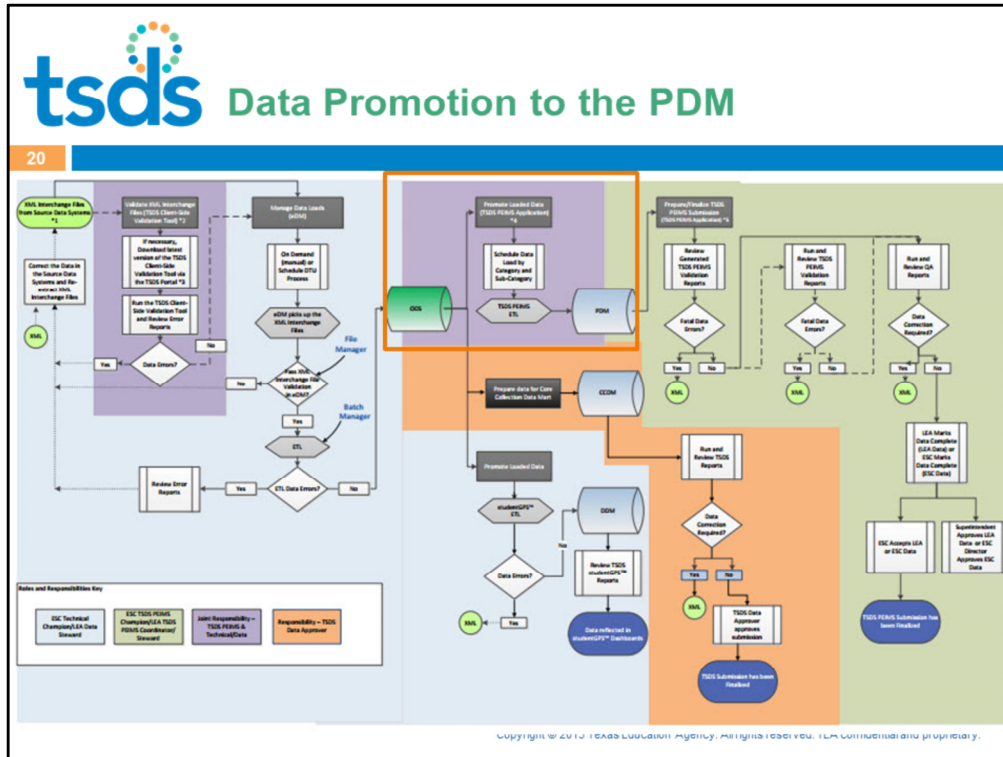 tsds
Data Promotion to the PDM
20
XML Interchange Files
from Source Data Systems
*1
Correct the Data in
the Source Data
Systems and Re-
extract XML
Interchange Files
XML
Validate XML Interchange
Files (TSDS Client-Side
Validation Tool) *2
If necessary,
Download latest
version of the TSDS
Client-Side
Validation Tool via
the TSDS Portal *3
Run the TSDS Client-
Side Validation Tool
and Review Error
Reports
Data Errors?
Yes
No
Manage Data Loads
(eDM)
On Demand
(manual) or
Schedule DTU
Process
eDM picks up the
XML Interchange
Files
File
Manager
Pass XML
Interchange File
Validation
in eDM?
No
Yes
Batch
Manager
ETL
ETL Data Errors?
Yes
No
Review Error
Reports
ODS
Promote Loaded Data
(TSDS PEIMS Application)
*4
Schedule Data
Load by
Category and
Sub-Category
TSDS PEIMS
ETL
PDM
Prepare data for Core
Collection Data Mart
CCDM
Promote Loaded Data
studentGPS™
ETL
Data Errors?
No
Yes
XML
DDM
Review TSDS
studentGPS™
Reports
Data reflected in
studentGPS™ Dashboards
Run and
Review TSDS
Reports
Data
Correction
Required?
Yes
No
XML
TSDS Data
Approver
approves
submission
TSDS Submission has been
Finalized
Prepare/Finalize TSDS
PEIMS Submission
(TSDS PEIMS Application) *5
Review
Generated TSDS
PEIMS Validation
Reports
Fatal Data
Errors?
Yes
No
XML
Run and
Review TSDS
PEIMS Validation
Reports
Fatal Data
Errors?
Yes
No
XML
Run and
Review QA
Reports
Data
Correction
Required?
Yes
No
XML
LEA Marks
Data Complete
(LEA Data) or
ESC Marks
Data Complete
(ESC Data)
ESC Accepts LEA
or ESC Data
Superintendent
Approves LEA
Data or ESC
Director
Approves ESC
Data
TSDS PEIMS Submission has
been Finalized
Roles and Responsibilities Key
ESC Technical
Champion/LEA Data
Steward
ESC TSDS PEIMS
Champion/LEA TSDS
PEIMS Coordinator/
Steward
Joint Responsibility –
TSDS PEIMS &
Technical/Data
Responsibility – TSDS
Data Approver
Copyright © 2015 Texas Education Agency. All rights reserved. TEA confidential and proprietary.